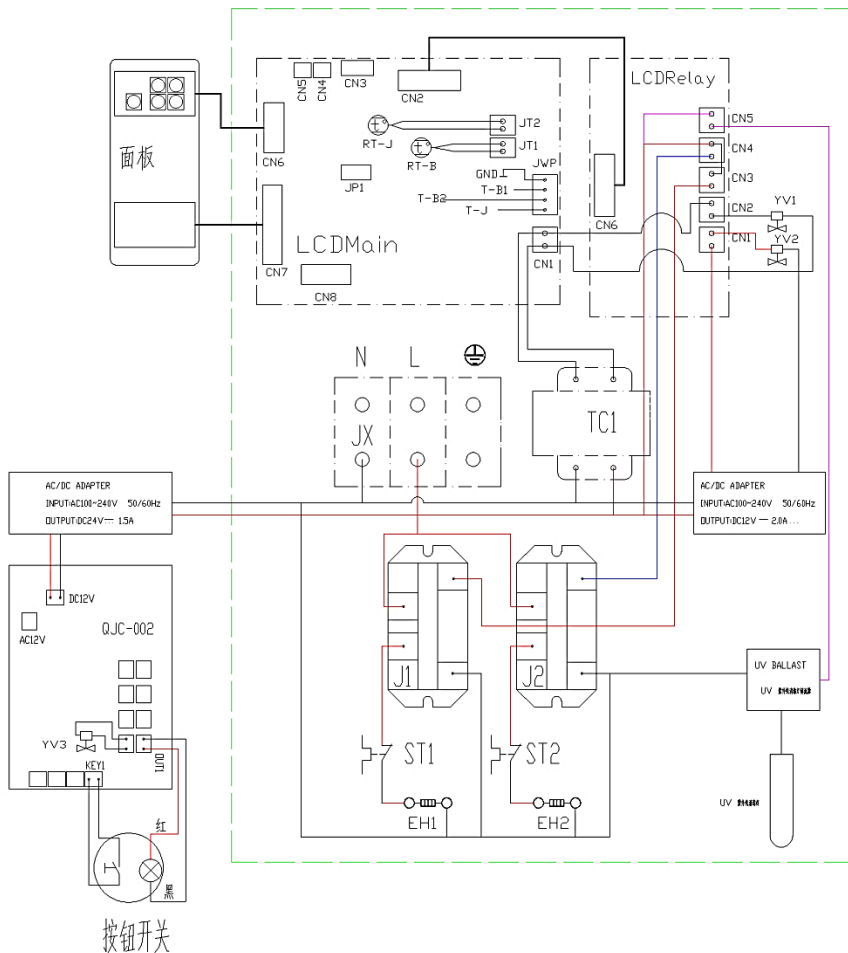 面板
CN6
CN7
CN5
CN4
CN3
CN2
RT-J
JT2
RT-B
JT1
JP1
JWP
GND
T-B1
T-B2
T-J
LCDMain
CN1
CN8
LCDRelay
CN5
CN4
CN3
CN2
CN1
CN6
YV1
YV2
N
L
JX
TC1
AC/DC ADAPTER
INPUT:AC100~240V 50/60Hz
OUTPUT:DC24V 1.5A
AC/DC ADAPTER
INPUT:AC100~240V 50/60Hz
OUTPUT:DC12V 2.0A...
DC12V
AC12V
QJC-002
YV3
OUT1
KEY1
红
黑
按钮开关
J1
J2
ST1
ST2
EH1
EH2
UV BALLAST
UV
UV